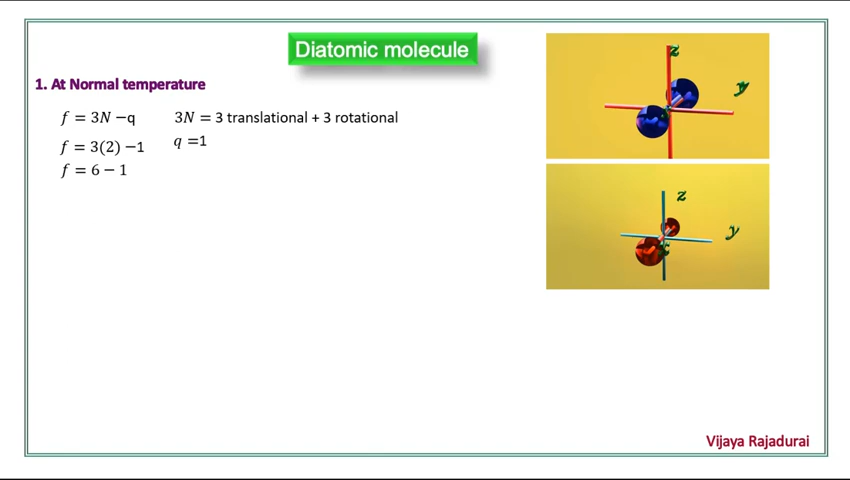 Diatomic molecule
1. At Normal temperature
f = 3N −q
3N = 3 translational + 3 rotational
f = 3(2) −1
q =1
f = 6 − 1
z
y
z
y
Vijaya Rajadurai